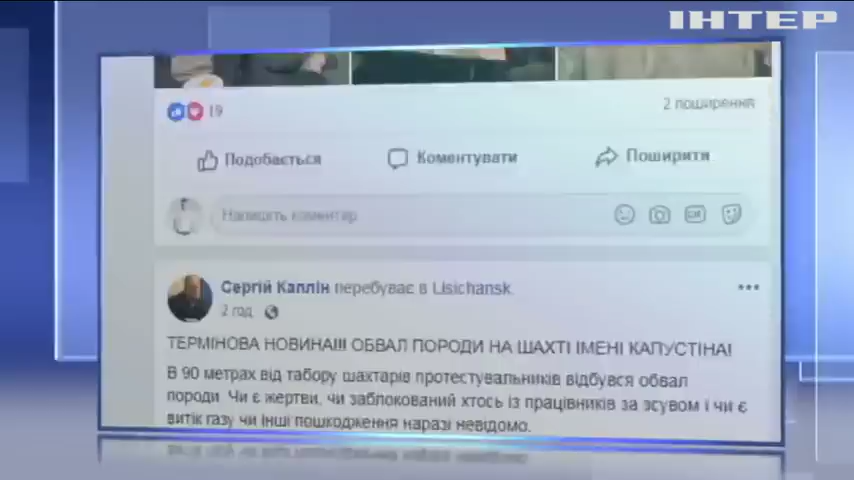 ІНТЕР
19
2 поширення
Подобається
Коментувати
Поширити
Напишіть коментар
GIF
Сергій Каплін перебуває в Lisichansk.
2 год.
ТЕРМІНОВА НОВИНА!!! ОБВАЛ ПОРОДИ НА ШАХТІ ІМЕНІ КАПУСТІНА!
В 90 метрах від табору шахтарів протестувальників відбувся обвал
породи. Чи є жертви, чи заблокований хтось із працівників за зсувом і чи є
витік газу чи інші пошкодження наразі невідомо.